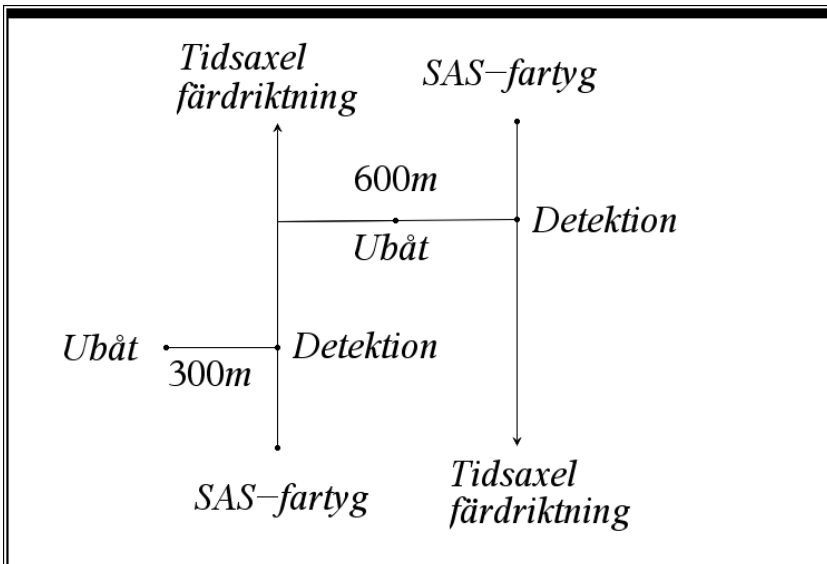 Tidsaxel
färdriktning
SAS–fartyg
600m
Detektion
Ubåt
Ubåt
300m
Detektion
SAS–fartyg
Tidsaxel
färdriktning